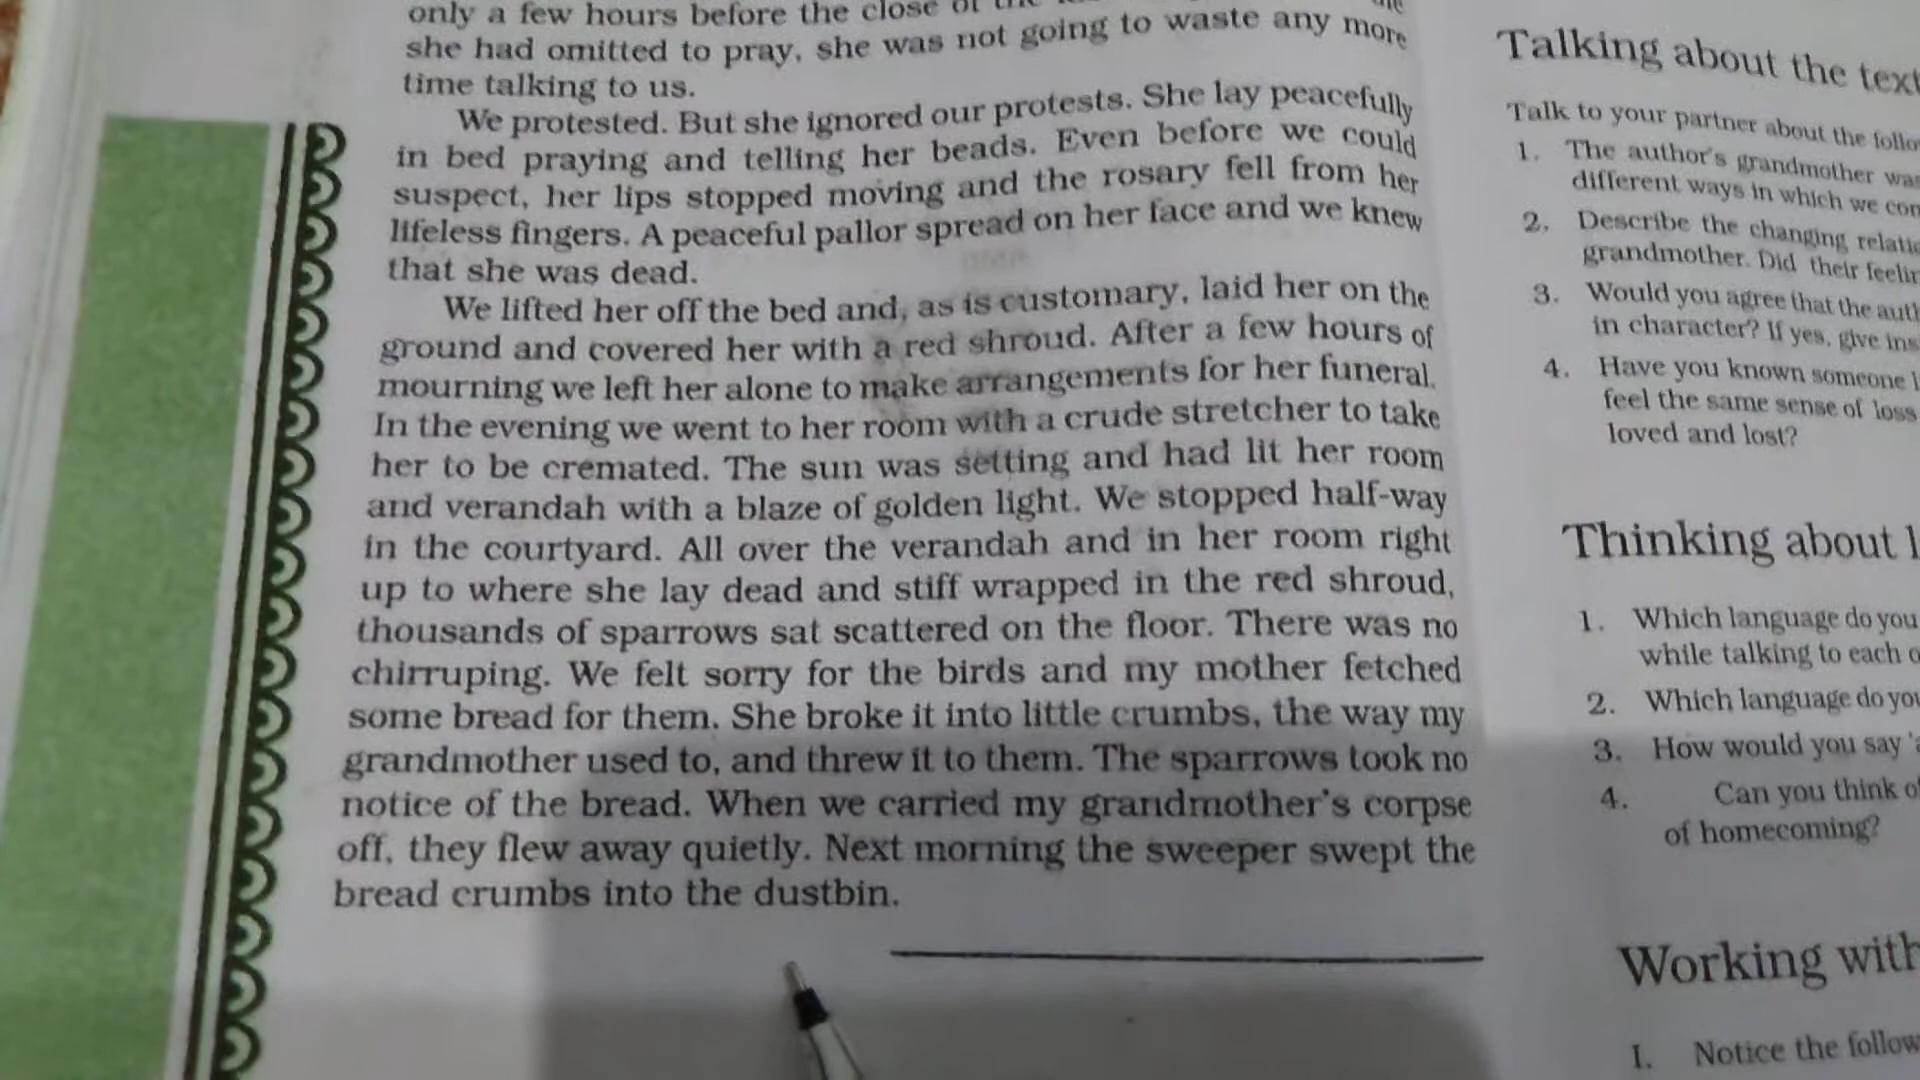 only a few hours before the close of the
she had omitted to pray, she was not going to waste any more
time talking to us.
We protested. But she ignored our protests. She lay peacefully
in bed praying and telling her beads. Even before we could
suspect, her lips stopped moving and the rosary fell from her
lifeless fingers. A peaceful pallor spread on her face and we knew
that she was dead.
We lifted her off the bed and, as is customary, laid her on the
ground and covered her with a red shroud. After a few hours of
mourning we left her alone to make arrangements for her funeral.
In the evening we went to her room with a crude stretcher to take
her to be cremated. The sun was setting and had lit her room
and verandah with a blaze of golden light. We stopped half-way
in the courtyard. All over the verandah and in her room right
up to where she lay dead and stiff wrapped in the red shroud,
thousands of sparrows sat scattered on the floor. There was no
chirruping. We felt sorry for the birds and my mother fetched
some bread for them. She broke it into little crumbs, the way my
grandmother used to, and threw it to them. The sparrows took no
notice of the bread. When we carried my grandmother's corpse
off, they flew away quietly. Next morning the sweeper swept the
bread crumbs into the dustbin.
Talking about the text
Talk to your partner about the
1. The author's grandmother was
different ways in which we
2. Describe the changing
grandmother. Did their
3. Would you agree that the
in character? If yes, give
4. Have you known someone
feel the same sense of loss
loved and lost?
Thinking about
1. Which language do you
while talking to each
2. Which language do you
3. How would you say
4. Can you think of
of homecoming?
Working with
I. Notice the